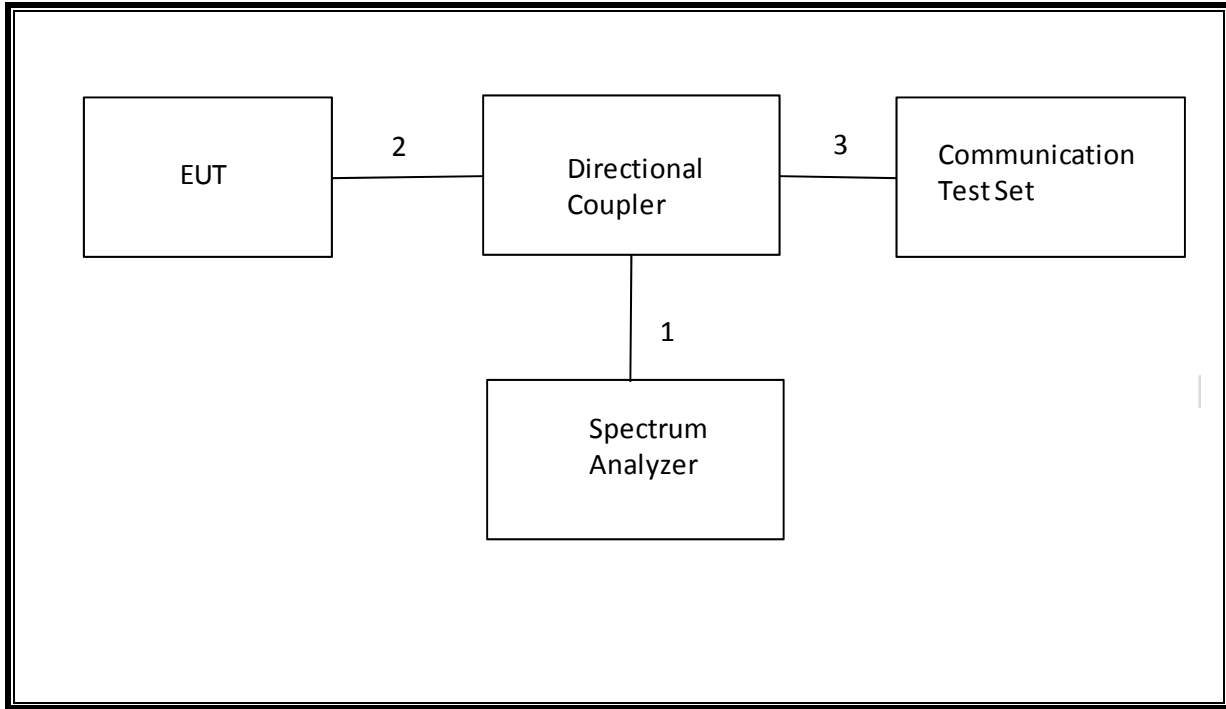 EUT
2
Directional
Coupler
3
Communication
Test Set
1
Spectrum
Analyzer